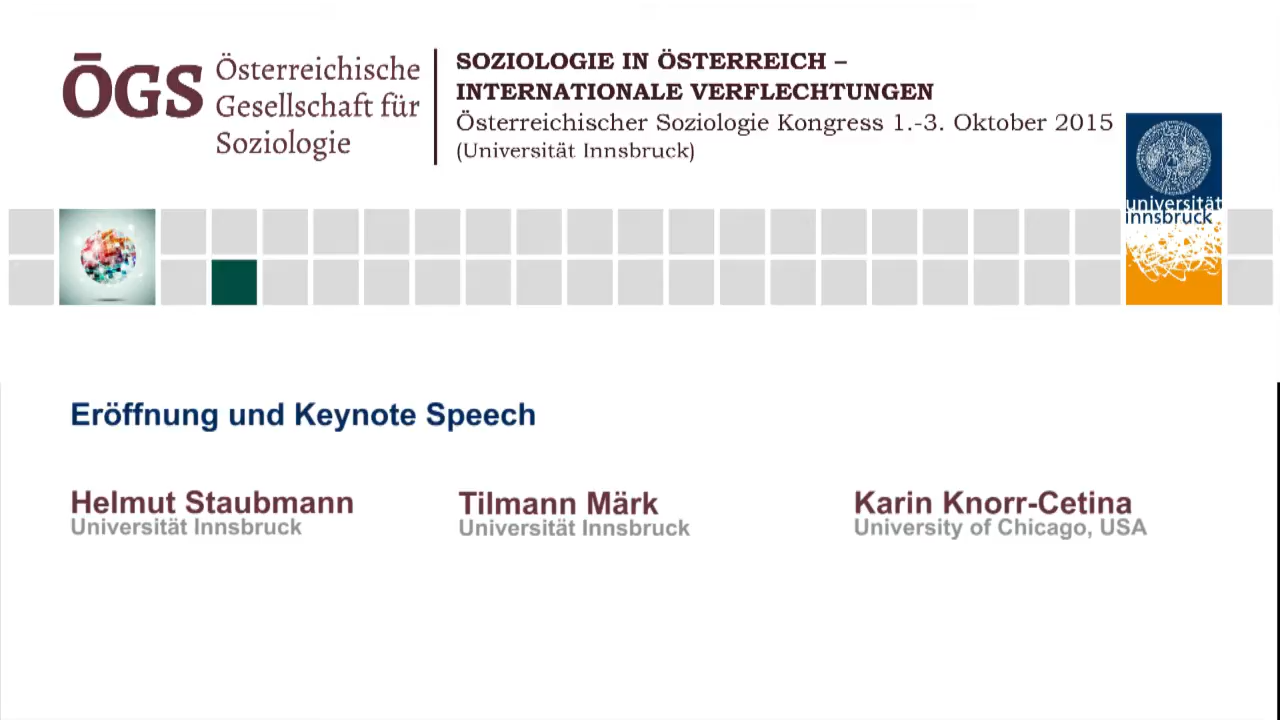 ŌGS
Österreichische
Gesellschaft für
Soziologie
SOZIOLOGIE IN ÖSTERREICH –
INTERNATIONALE VERFLECHTUNGEN
Österreichischer Soziologie Kongress 1.-3. Oktober 2015
(Universität Innsbruck)
universität
innsbruck
Eröffnung und Keynote Speech
Helmut Staubmann
Universität Innsbruck
Tilmann Märk
Universität Innsbruck
Karin Knorr-Cetina
University of Chicago, USA